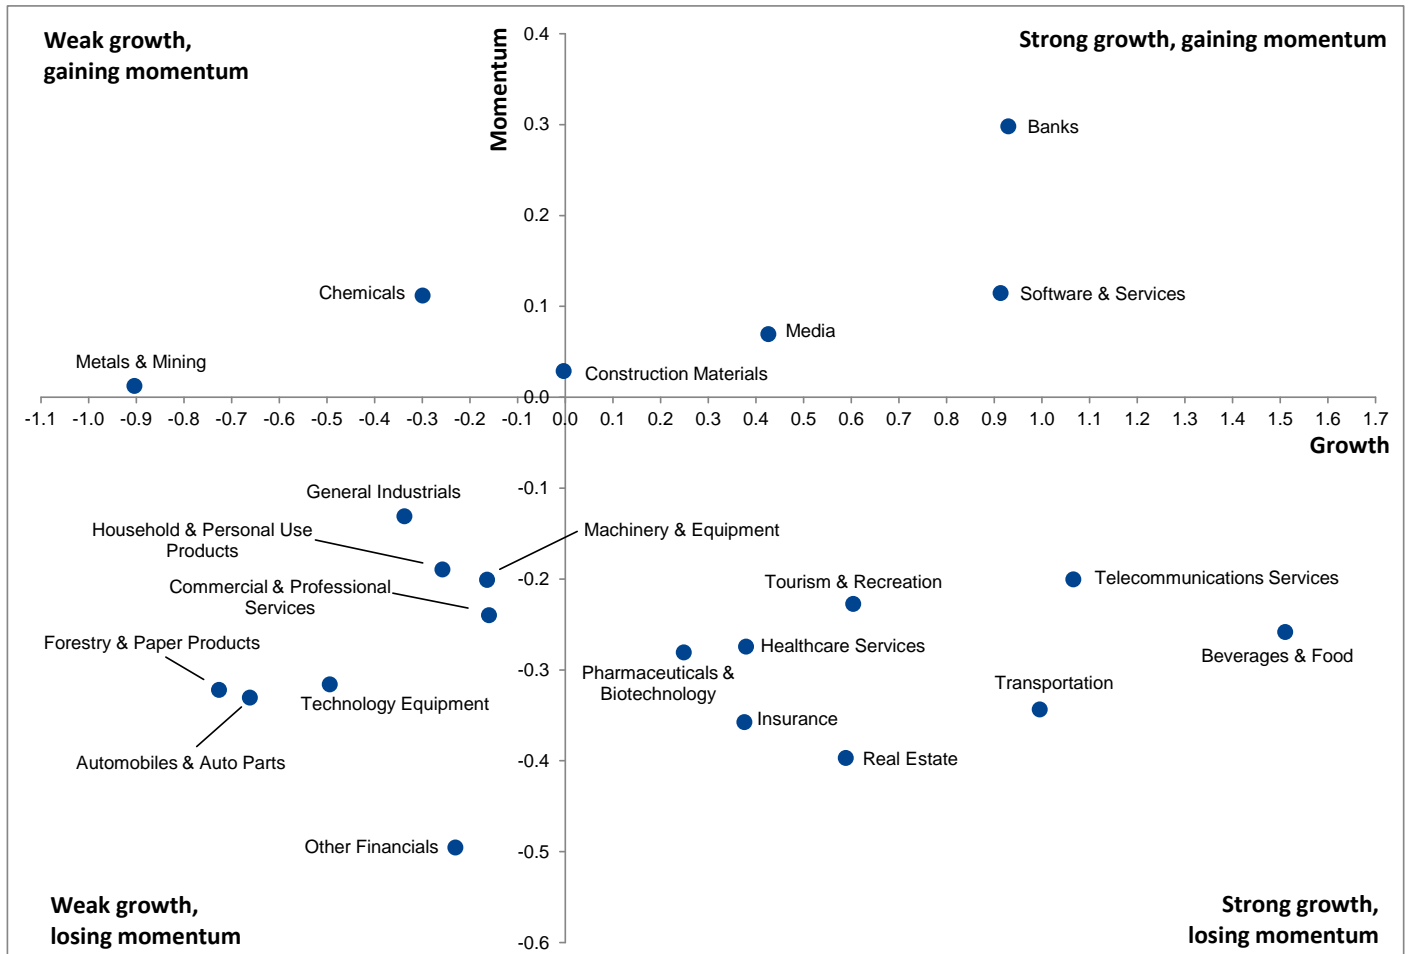 Weak growth,
gaining momentum
Strong growth, gaining momentum
Momentum
0.4
0.3
0.2
0.1
0.0
-0.1
-0.2
-0.3
-0.4
-0.5
-0.6
Banks
Chemicals
Software & Services
Media
Metals & Mining
Construction Materials
-1.1 -1.0 -0.9 -0.8 -0.7 -0.6 -0.5 -0.4 -0.3 -0.2 -0.1 0.0 0.1 0.2 0.3 0.4 0.5 0.6 0.7 0.8 0.9 1.0 1.1 1.2 1.3 1.4 1.5 1.6 1.7
Growth
General Industrials
Household & Personal Use
Products
Machinery & Equipment
Commercial & Professional
Services
Tourism & Recreation
Telecommunications Services
Forestry & Paper Products
Healthcare Services
Beverages & Food
Pharmaceuticals &
Biotechnology
Transportation
Technology Equipment
Insurance
Automobiles & Auto Parts
Real Estate
Other Financials
Weak growth,
losing momentum
Strong growth,
losing momentum